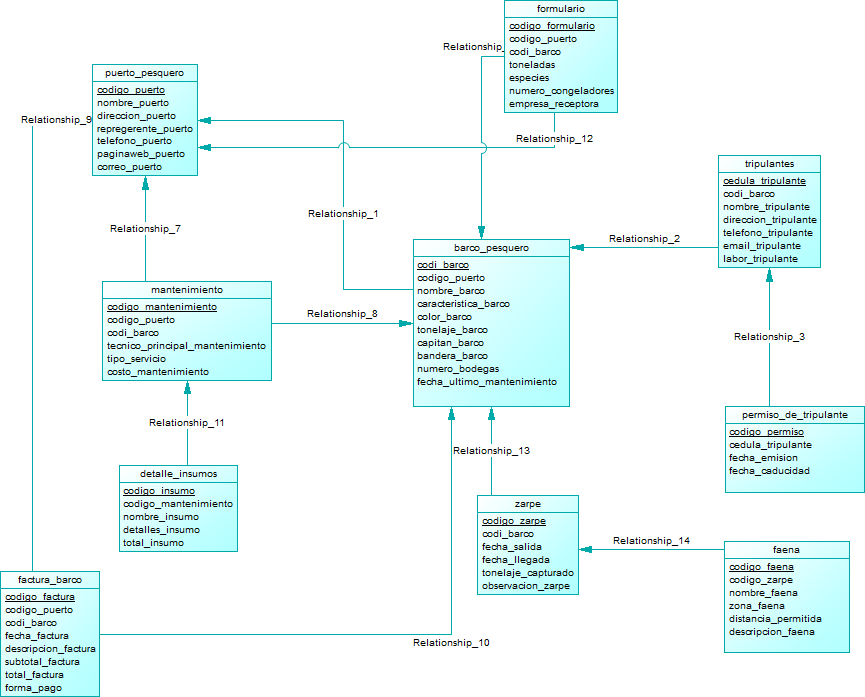 formulario
codigo_formulario
codigo_puerto
codi_barco
toneladas
especies
numero_congeladores
empresa_receptora
Relationship_
Relationship_12
puerto_pesquero
codigo_puerto
nombre_puerto
direccion_puerto
repregerente_puerto
telefono_puerto
paginaweb_puerto
correo_puerto
Relationship_9
Relationship_7
Relationship_1
tripulantes
cedula_tripulante
codi_barco
nombre_tripulante
direccion_tripulante
telefono_tripulante
email_tripulante
labor_tripulante
Relationship_2
barco_pesquero
codi_barco
codigo_puerto
nombre_barco
caracteristica_barco
color_barco
tonelaje_barco
capitan_barco
bandera_barco
numero_bodegas
fecha_ultimo_mantenimiento
mantenimiento
codigo_mantenimiento
codigo_puerto
codi_barco
tecnico_principal_mantenimiento
tipo_servicio
costo_mantenimiento
Relationship_8
Relationship_3
Relationship_11
permiso_de_tripulante
codigo_permiso
cedula_tripulante
fecha_emision
fecha_caducidad
detalle_insumos
codigo_insumo
codigo_mantenimiento
nombre_insumo
detalles_insumo
total_insumo
Relationship_13
zarpe
codigo_zarpe
codi_barco
fecha_salida
fecha_llegada
tonelaje_capturado
observacion_zarpe
Relationship_14
faena
codigo_faena
codigo_zarpe
nombre_faena
zona_faena
distancia_permitida
descripcion_faena
factura_barco
codigo_factura
codigo_puerto
codi_barco
fecha_factura
descripcion_factura
subtotal_factura
total_factura
forma_pago
Relationship_10